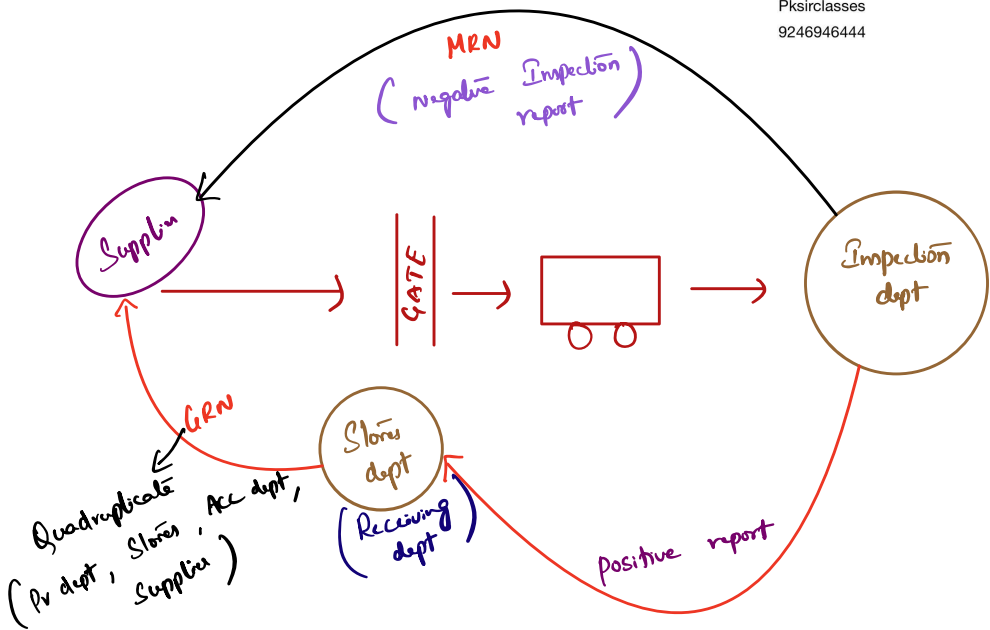 Pksirclasses
9246946444
MRN
(Negative Inspection
report)
Supplier
GATE
Inspection
dept
GRN
Stores
dept
(Receiving
dept)
Quadruplicate
(Pr dept, Stores, Acc dept,
Supplier)
Positive report